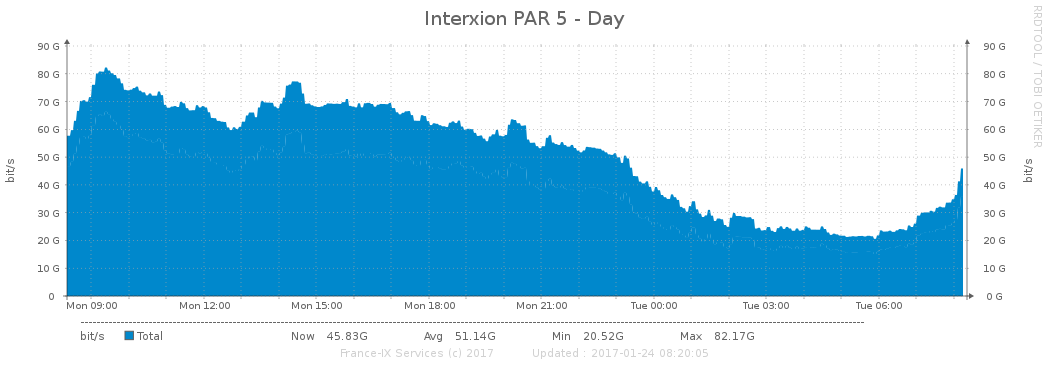 Interxion PAR 5 - Day
RRDTOOL / TOBI OETIKER
bit/s
90 G 90 G
80 G 80 G
70 G 70 G
60 G 60 G
50 G 50 G
40 G 40 G
30 G 30 G
20 G 20 G
10 G 10 G
0 0 G
bit/s
Mon 09:00 Mon 12:00 Mon 15:00 Mon 18:00 Mon 21:00 Tue 00:00 Tue 03:00 Tue 06:00
bit/s Total Now 45.83G Avg 51.14G Min 20.52G Max 82.17G
France-IX Services (c) 2017 Updated : 2017-01-24 08:20:05